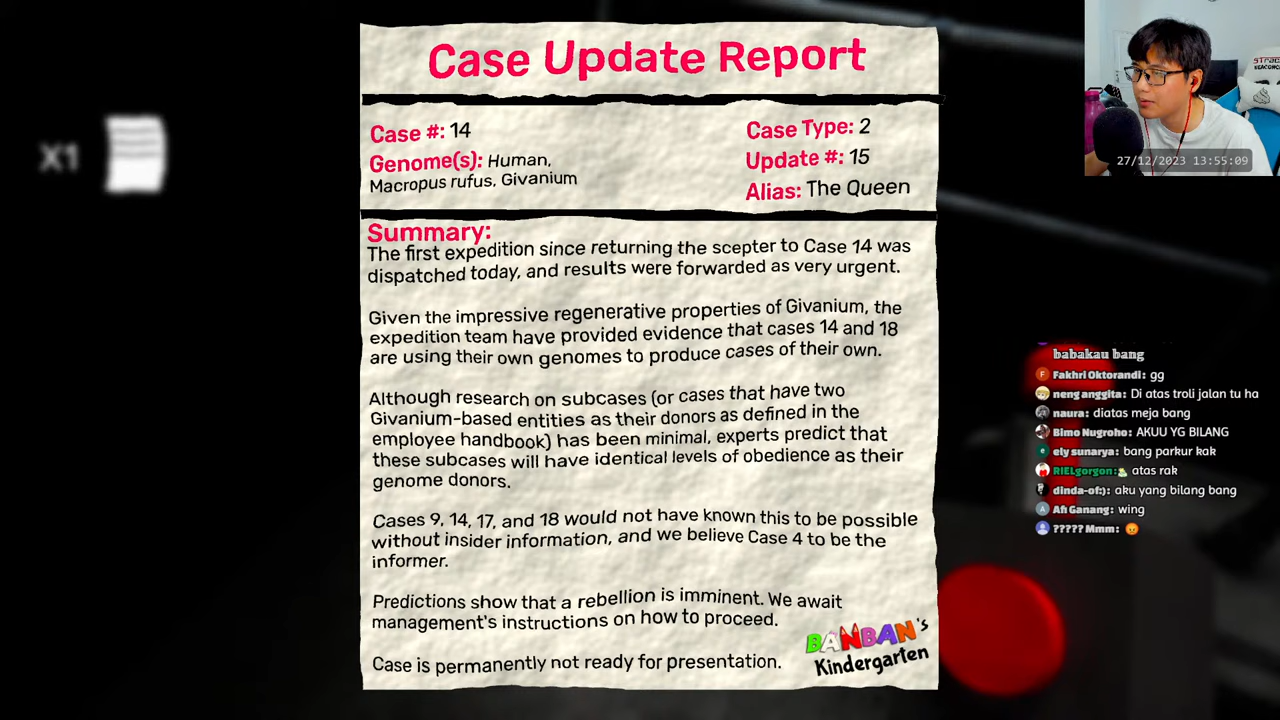 Case Update Report
Case #: 14
Genome(s): Human,
Macropus rufus, Givanium
Case Type: 2
Update #: 15
Alias: The Queen
Summary:
The first expedition since returning the scepter to Case 14 was
dispatched today, and results were forwarded as very urgent.
Given the impressive regenerative properties of Givanium, the
expedition team have provided evidence that cases 14 and 18
are using their own genomes to produce cases of their own.
Although research on subcases (or cases that have two
Givanium-based entities as their donors as defined in the
employee handbook) has been minimal, experts predict that
these subcases will have identical levels of obedience as their
genome donors.
Cases 9, 14, 17, and 18 would not have known this to be possible
without insider information, and we believe Case 4 to be the
informer.
Predictions show that a rebellion is imminent. We await
management's instructions on how to proceed.
Case is permanently not ready for presentation.
BANBAN's
Kindergarten
X1
27/12/2023 13:55:09
babakau bang
F Fakhri Oktorandi: gg
neng anggita: Di atas troli jalan tu ha
naura: diatas meja bang
Bimo Nugroho: AKUU YG BILANG
e ely sunarya: bang parkur kak
RIELgorgon: atas rak
dinda-of:): aku yang bilang bang
A Afi Ganang: wing
????? Mmm: